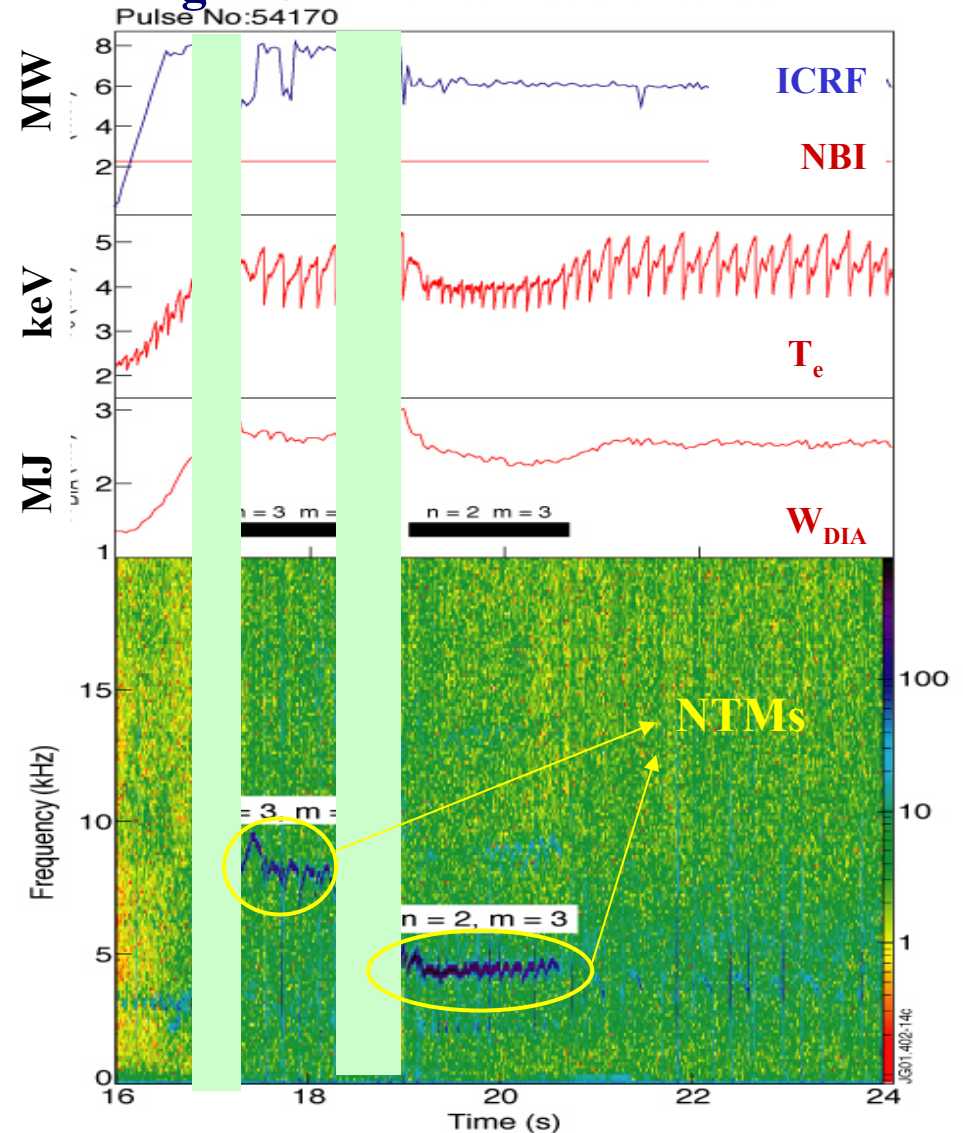 Pulse No:54170
MW
8
6
4
2
ICRF
NBI
keV
5
4
3
2
Te
MJ
3
2
1
= 3 m =
n = 2 m = 3
WDIA
Frequency (kHz)
15
10
5
0
NTMs
= 3, m =
n = 2, m = 3
100
10
1
JG01.402-14c
16 18 20 22 24
Time (s)